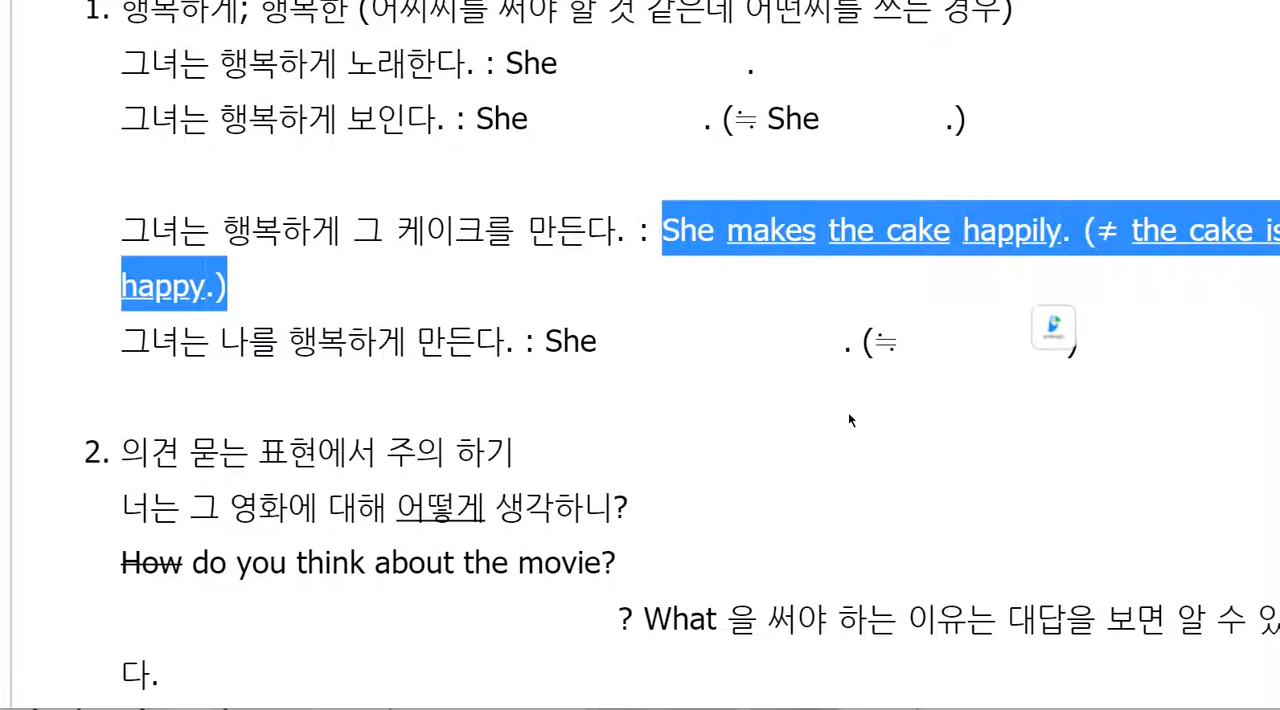 1. 행복하게; 행복한 (어찌씨를 써야 할 것 같은데 어떤씨를 쓰는 경우)
그녀는 행복하게 노래한다. : She .
그녀는 행복하게 보인다. : She . (≒ She .)
그녀는 행복하게 그 케이크를 만든다. : She makes the cake happily. (≠ the cake is
happy.)
그녀는 나를 행복하게 만든다. : She . (≒ )
2. 의견 묻는 표현에서 주의 하기
너는 그 영화에 대해 어떻게 생각하니?
How do you think about the movie?
? What 을 써야 하는 이유는 대답을 보면 알 수 있
다.